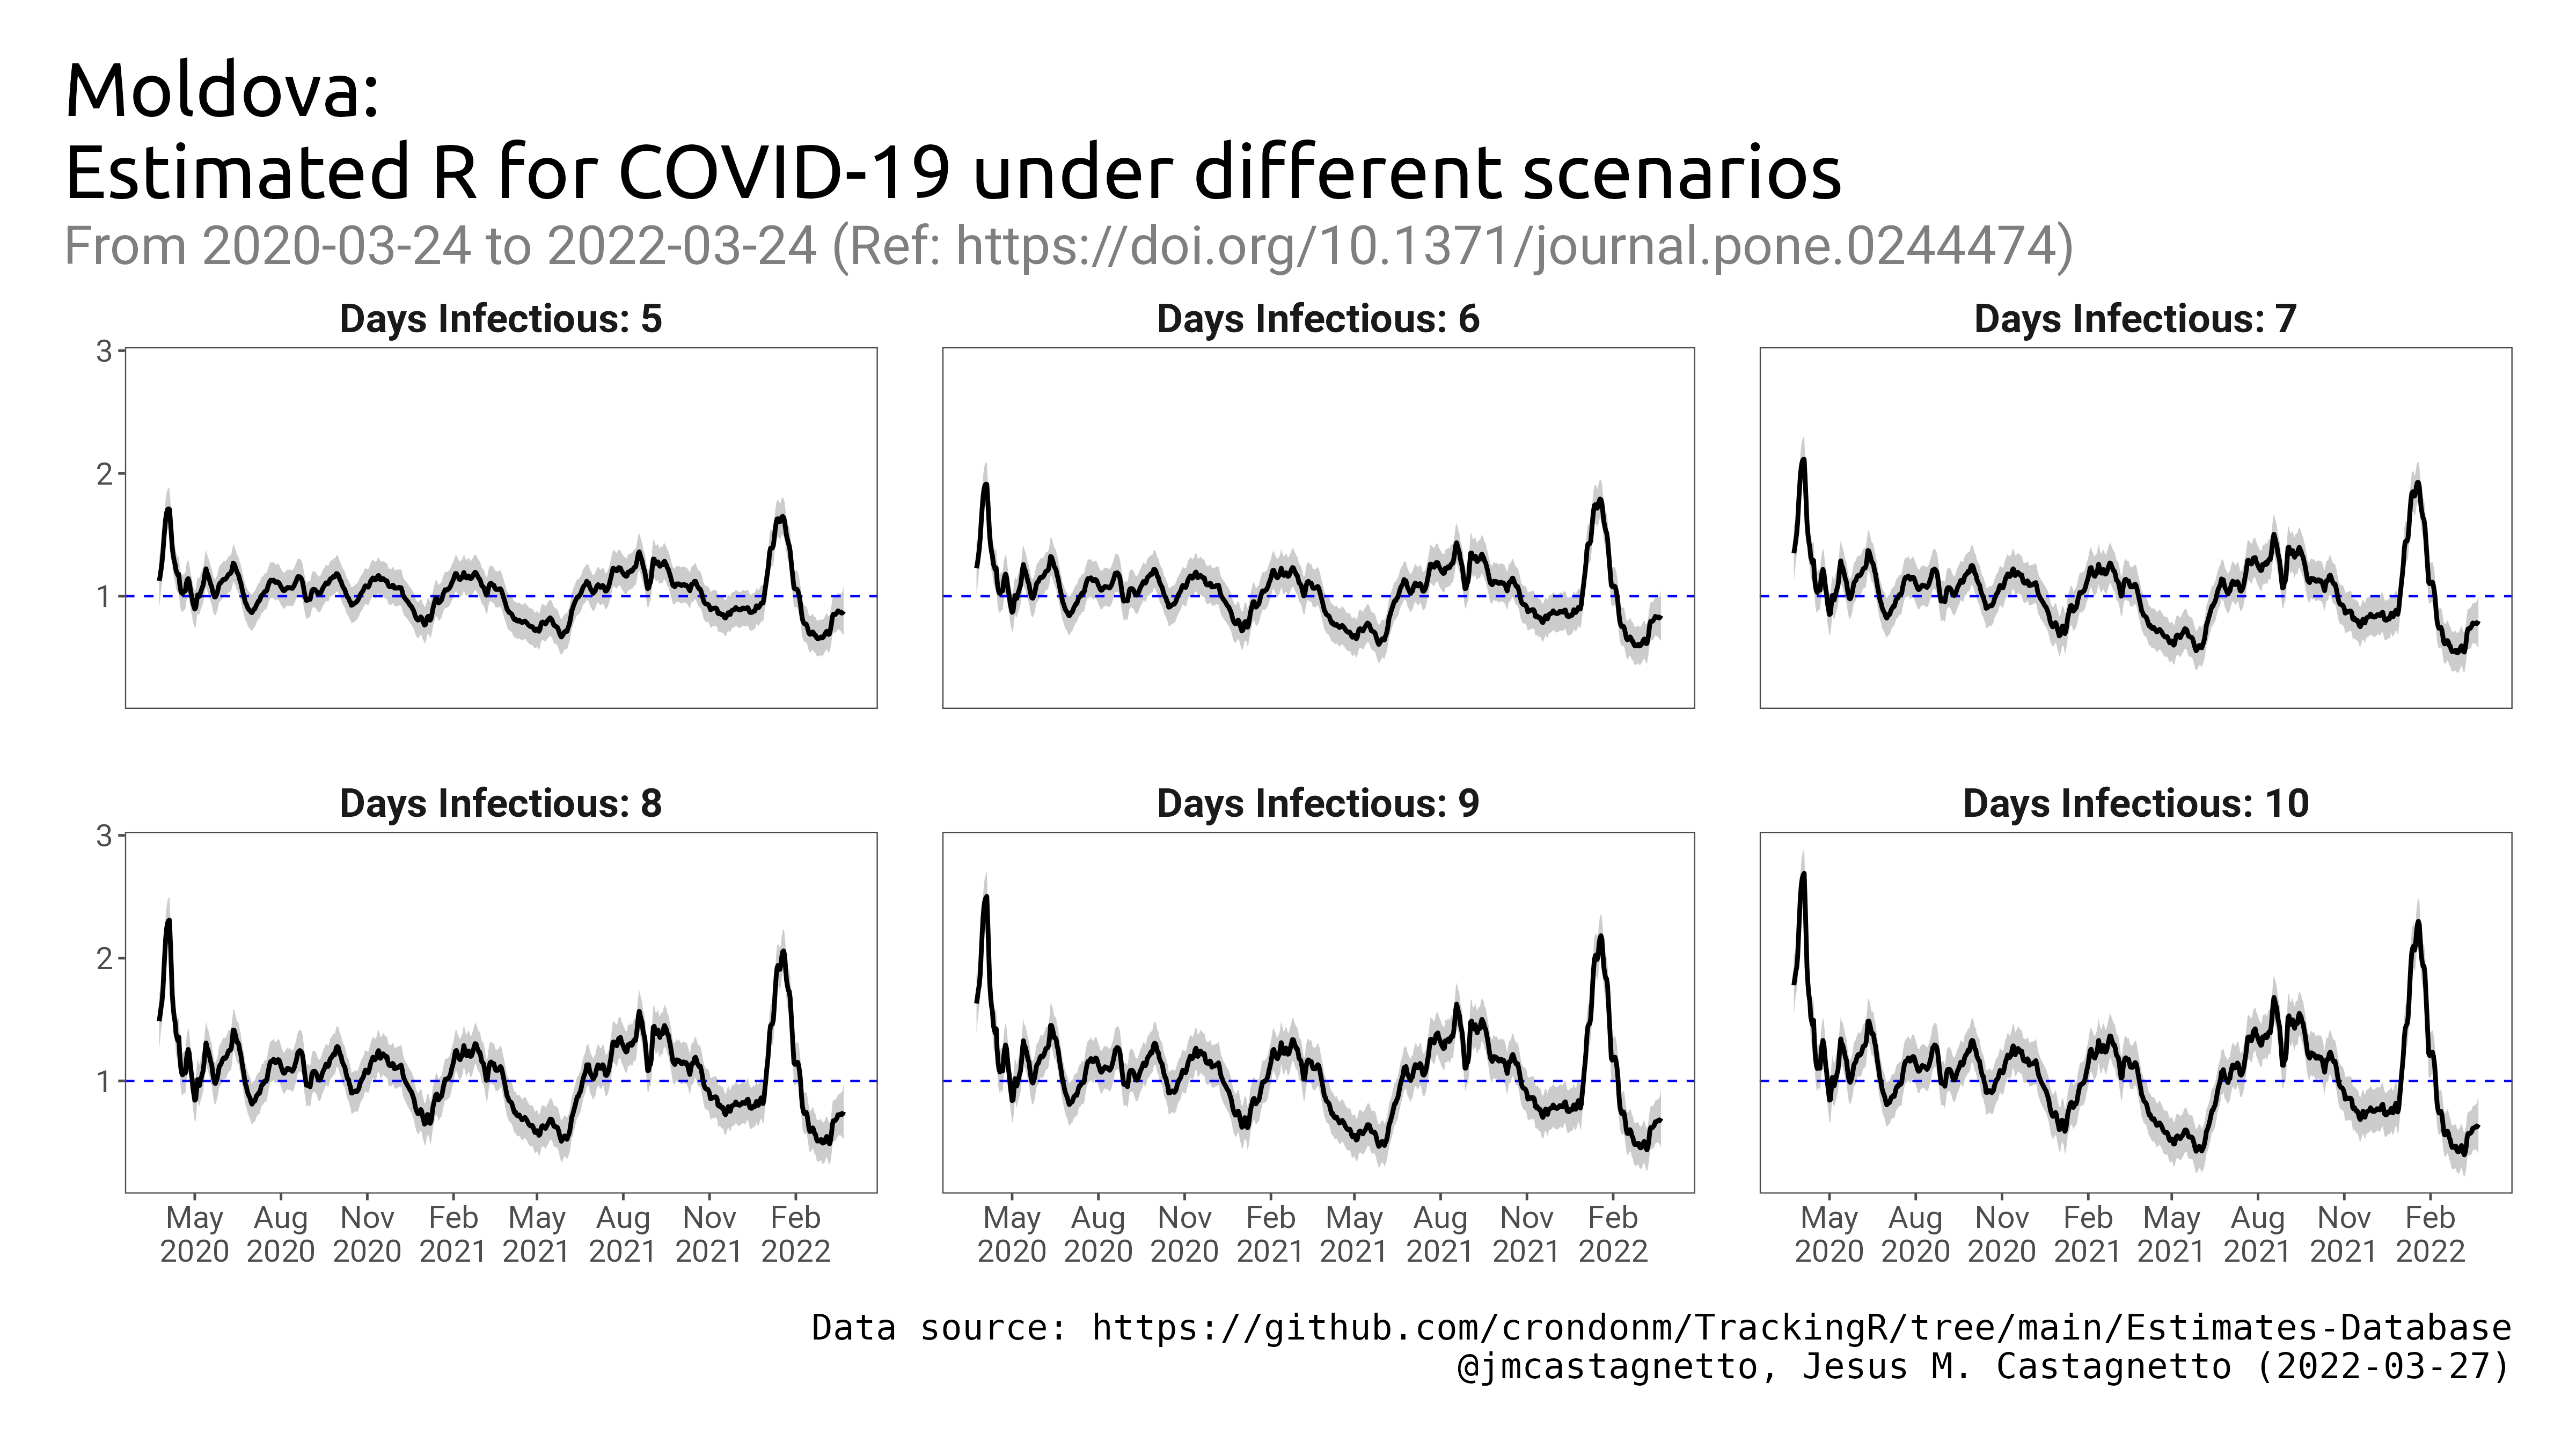 Moldova:
Estimated R for COVID-19 under different scenarios
From 2020-03-24 to 2022-03-24 (Ref: https://doi.org/10.1371/journal.pone.0244474)
Days Infectious: 5
Days Infectious: 6
Days Infectious: 7
3
2
1
Days Infectious: 8
Days Infectious: 9
Days Infectious: 10
3
2
1
May Aug Nov Feb May Aug Nov Feb
2020 2020 2020 2021 2021 2021 2021 2022
May Aug Nov Feb May Aug Nov Feb
2020 2020 2020 2021 2021 2021 2021 2022
May Aug Nov Feb May Aug Nov Feb
2020 2020 2020 2021 2021 2021 2021 2022
Data source: https://github.com/crondonm/TrackingR/tree/main/Estimates-Database
@jmcastagnetto, Jesus M. Castagnetto (2022-03-27)